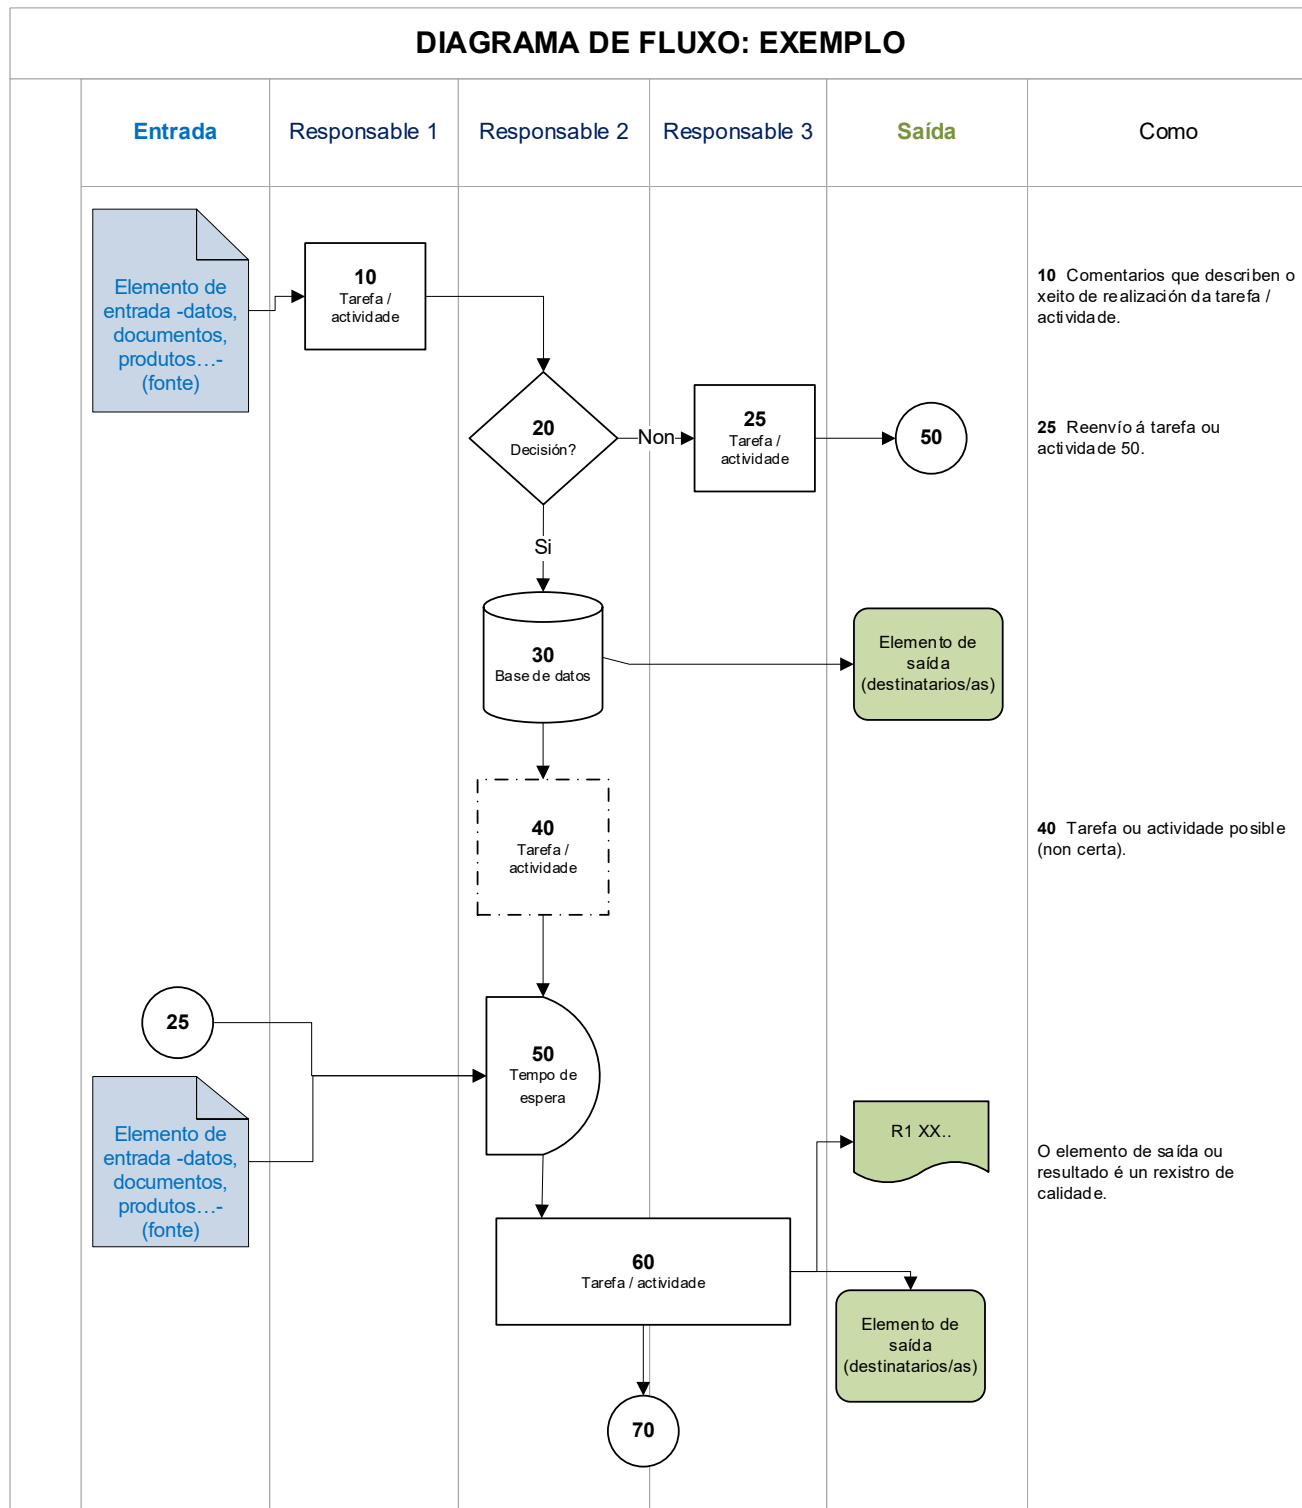 DIAGRAMA DE FLUXO: EXEMPLO
Entrada
Responsable 1
Responsable 2
Responsable 3
Saída
Como
Elemento de
entrada -datos,
documentos,
produtos…-
(fonte)
10
Tarefa /
actividade
10 Comentarios que describen o
xeito de realización da tarefa /
actividade.
20
Decisión?
Non
25
Tarefa /
actividade
50
25 Reenvío á tarefa ou
actividade 50.
Si
30
Base de datos
Elemento de
saída
(destinatarios/as)
40
Tarefa /
actividade
40 Tarefa ou actividade posible
(non certa).
25
50
Tempo de
espera
Elemento de
entrada -datos,
documentos,
produtos…-
(fonte)
R1 XX..
O elemento de saída ou
resultado é un rexistro de
calidade.
60
Tarefa / actividade
Elemento de
saída
(destinatarios/as)
70